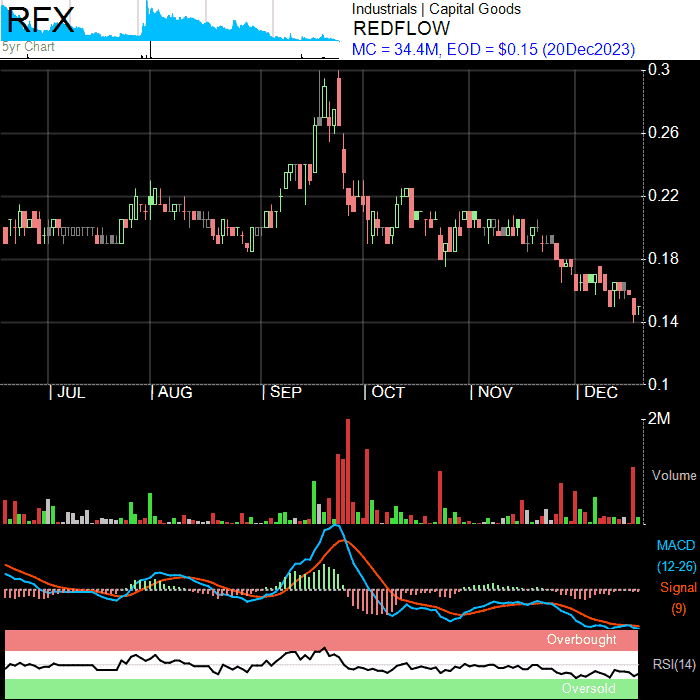 RFX
5yr Chart
Industrials | Capital Goods
REDFLOW
MC = 34.4M, EOD = $0.15 (20Dec2023)
0.3
0.26
0.22
0.18
0.14
0.1
JUL
AUG
SEP
OCT
NOV
DEC
2M
Volume
MACD
(12-26)
Signal
(9)
Overbought
RSI(14)
Oversold